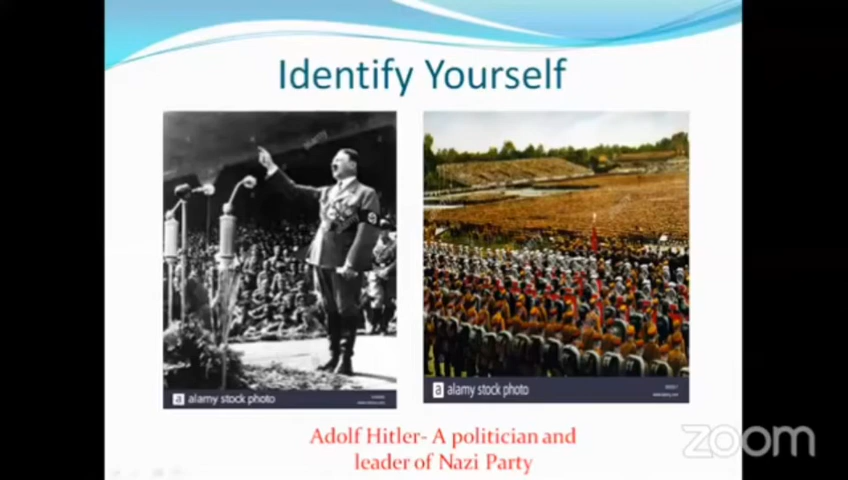 Identify Yourself
a alamy stock photo
a alamy stock photo
Adolf Hitler- A politician and
leader of Nazi Party
zoom